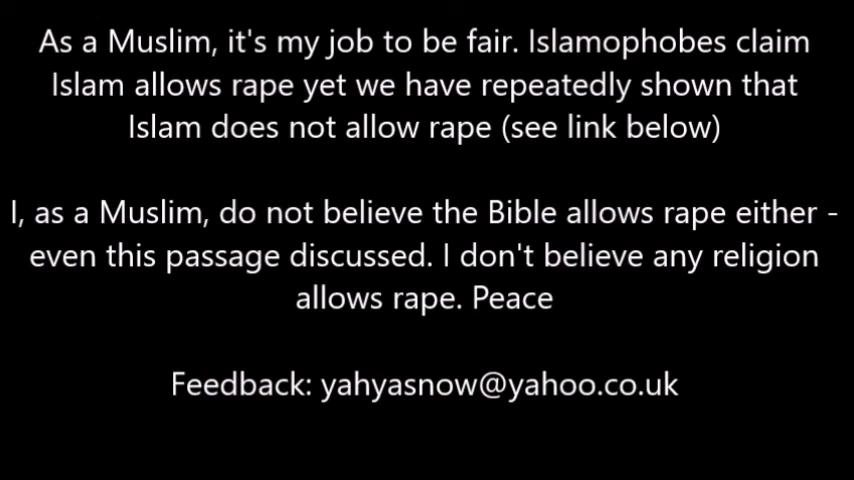 As a Muslim, it's my job to be fair. Islamophobes claim
Islam allows rape yet we have repeatedly shown that
Islam does not allow rape (see link below)
I, as a Muslim, do not believe the Bible allows rape either -
even this passage discussed. I don't believe any religion
allows rape. Peace
Feedback: yahyasnow@yahoo.co.uk